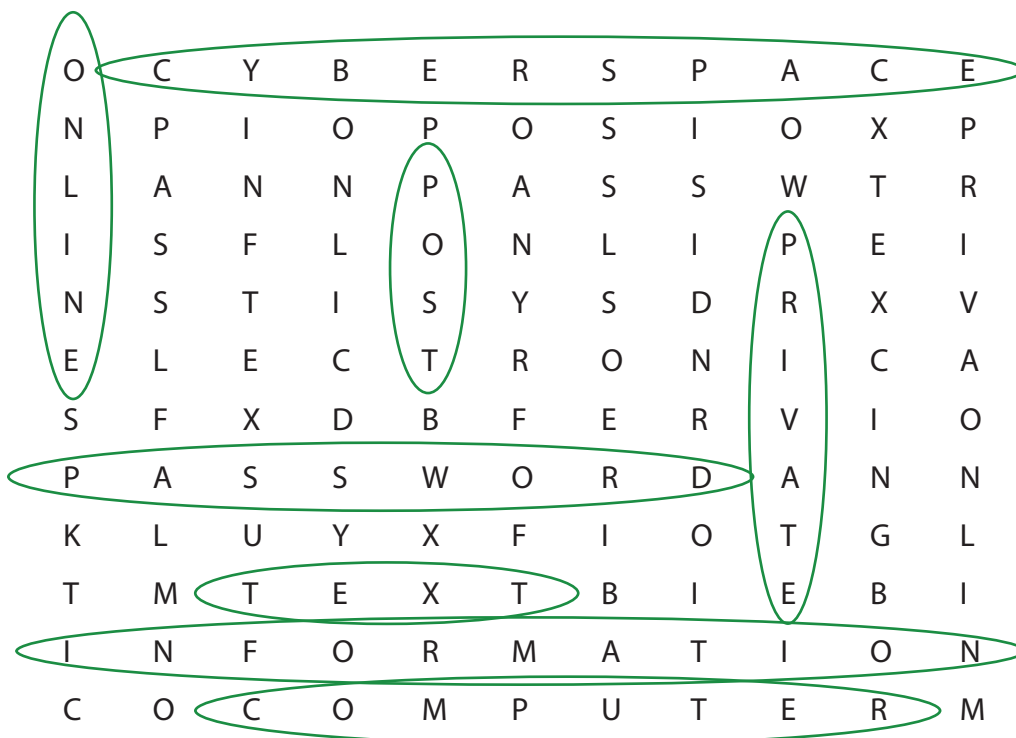 O C Y B E R S P A C E
N P I O P O S I O X P
L A N N P A S S W T R
I S F L O N L I P E I
N S T I S Y S D R X V
E L E C T R O N I C A
S F X D B F E R V I O
P A S S W O R D A N N
K L U Y X F I O T G L
T M T E X T B I E B I
I N F O R M A T I O N
C O C O M P U T E R M